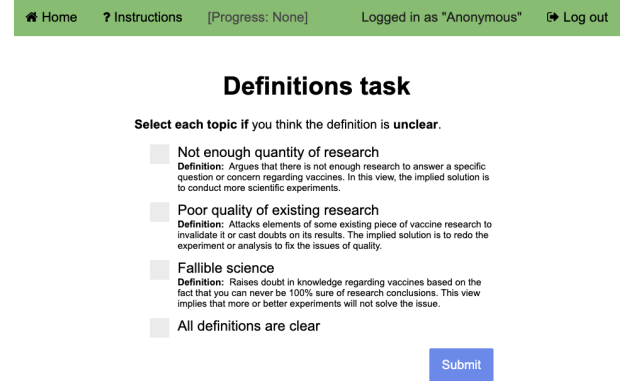 Home ? Instructions [Progress: None] Logged in as "Anonymous" Log out
Definitions task
Select each topic if you think the definition is unclear.
Not enough quantity of research
Definition: Argues that there is not enough research to answer a specific
question or concern regarding vaccines. In this view, the implied solution is
to conduct more scientific experiments.
Poor quality of existing research
Definition: Attacks elements of some existing piece of vaccine research to
invalidate it or cast doubts on its results. The implied solution is to redo the
experiment or analysis to fix the issues of quality.
Fallible science
Definition: Raises doubt in knowledge regarding vaccines based on the
fact that you can never be 100% sure of research conclusions. This view
implies that more or better experiments will not solve the issue.
All definitions are clear
Submit